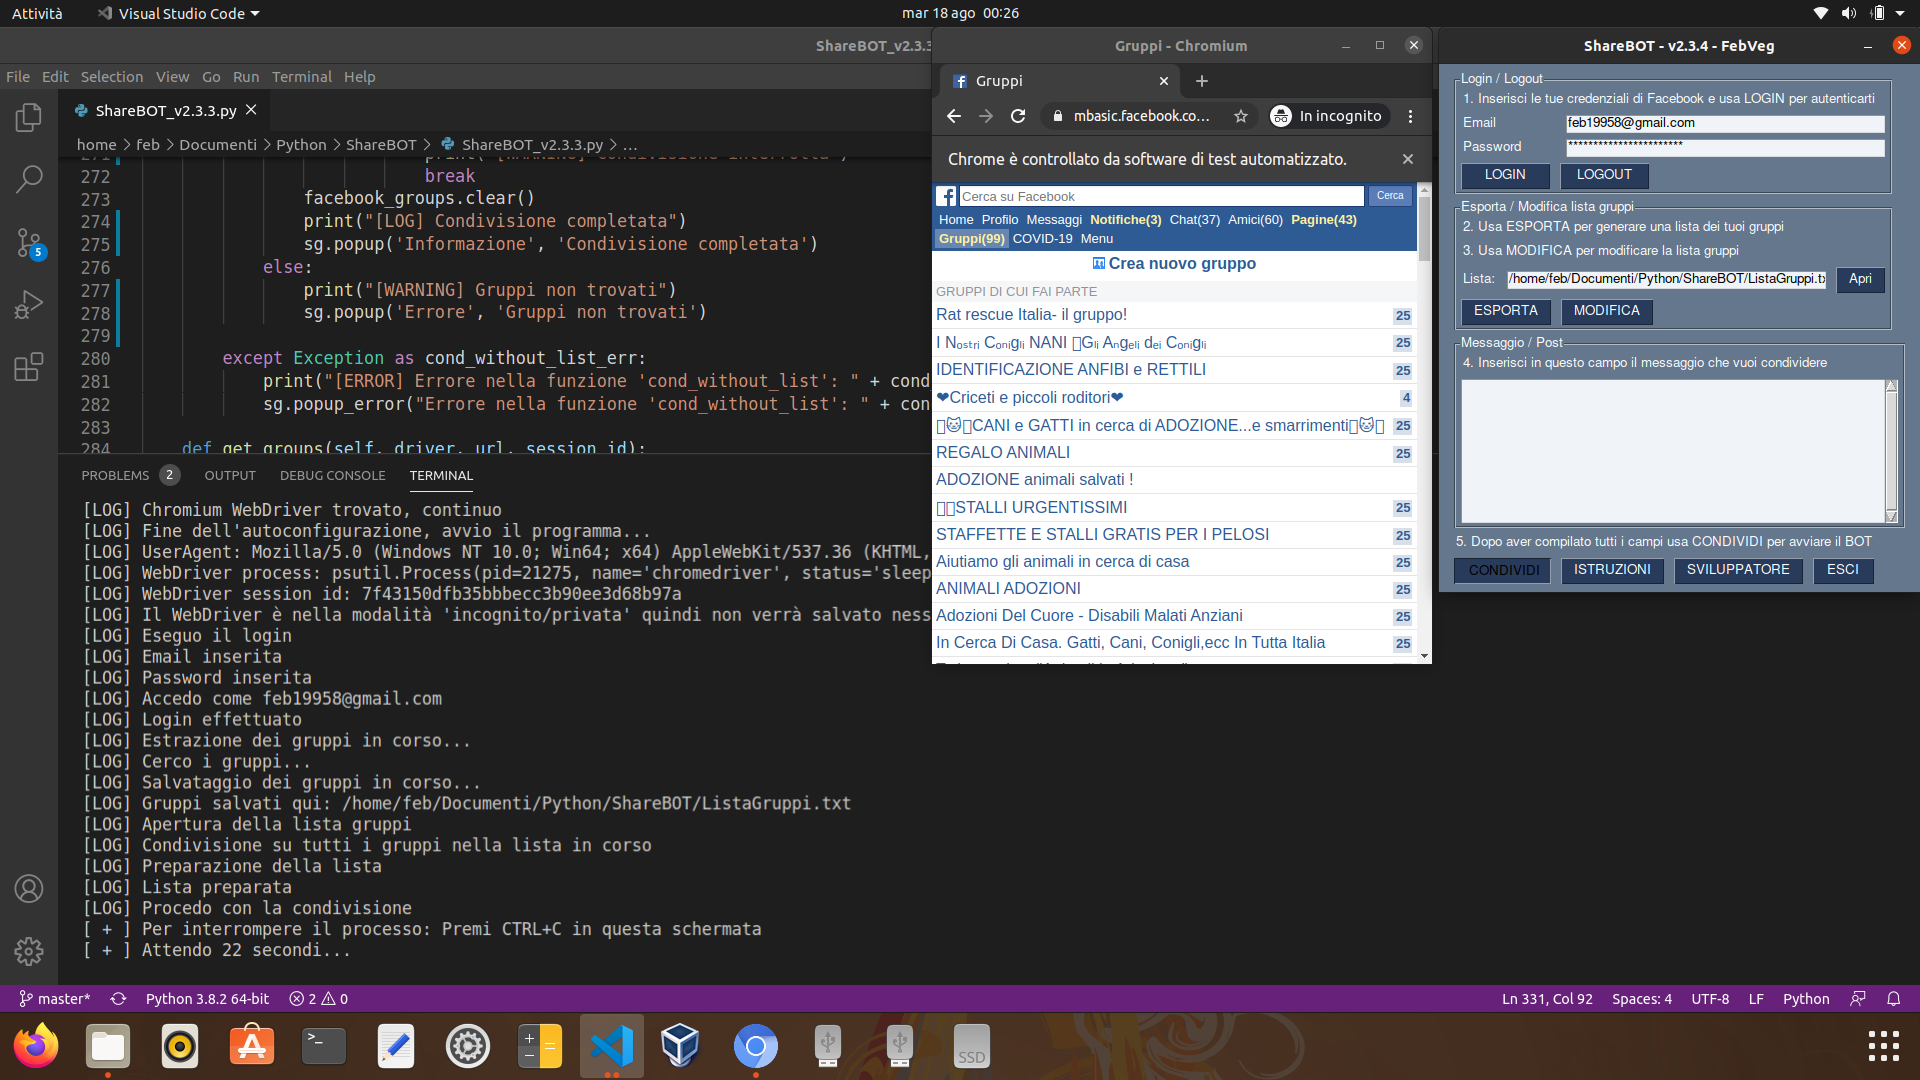 Attività
Visual Studio Code
mar 18 ago 00:26
ShareBOT_v2.3.3
File Edit Selection View Go Run Terminal Help
ShareBOT_v2.3.3.py
home > feb > Documenti > Python > ShareBOT > ShareBOT_v2.3.3.py > ...
272 break
273 facebook_groups.clear()
274 print("[LOG] Condivisione completata")
275 sg.popup('Informazione', 'Condivisione completata')
276 else:
277 print("[WARNING] Gruppi non trovati")
278 sg.popup('Errore', 'Gruppi non trovati')
279
280 except Exception as cond_without_list_err:
281 print("[ERROR] Errore nella funzione 'cond_without_list': " + cond
282 sg.popup_error("Errore nella funzione 'cond_without_list': " + con
283
284 def get_groups(self, driver, url, session_id):
PROBLEMS 2 OUTPUT DEBUG CONSOLE TERMINAL
[LOG] Chromium WebDriver trovato, continuo
[LOG] Fine dell'autoconfigurazione, avvio il programma...
[LOG] UserAgent: Mozilla/5.0 (Windows NT 10.0; Win64; x64) AppleWebKit/537.36 (KHTML,
[LOG] WebDriver process: psutil.Process(pid=21275, name='chromedriver', status='sleep
[LOG] WebDriver session id: 7f43150dfb35bbbecc3b90ee3d68b97a
[LOG] Il WebDriver è nella modalità 'incognito/privata' quindi non verrà salvato ness
[LOG] Eseguo il login
[LOG] Email inserita
[LOG] Password inserita
[LOG] Accedo come feb19958@gmail.com
[LOG] Login effettuato
[LOG] Estrazione dei gruppi in corso...
[LOG] Cerco i gruppi...
[LOG] Salvataggio dei gruppi in corso...
[LOG] Gruppi salvati qui: /home/feb/Documenti/Python/ShareBOT/ListaGruppi.txt
[LOG] Apertura della lista gruppi
[LOG] Condivisione su tutti i gruppi nella lista in corso
[LOG] Preparazione della lista
[LOG] Lista preparata
[LOG] Procedo con la condivisione
[ + ] Per interrompere il processo: Premi CTRL+C in questa schermata
[ + ] Attendo 22 secondi...
5
master* Python 3.8.2 64-bit 2 0
Ln 331, Col 92 Spaces: 4 UTF-8 LF Python
Gruppi - Chromium
Gruppi
mbasic.facebook.co... In incognito
Chrome è controllato da software di test automatizzato.
Cerca su Facebook Cerca
Home Profilo Messaggi Notifiche(3) Chat(37) Amici(60) Pagine(43)
Gruppi(99) COVID-19 Menu
Crea nuovo gruppo
GRUPPI DI CUI FAI PARTE
Rat rescue Italia- il gruppo! 25
I Nₒₛₜᵣᵢ Cₒₙᵢgₗᵢ NANI Gₗᵢ Aₙgₑₗᵢ dₑᵢ Cₒₙᵢgₗᵢ 25
IDENTIFICAZIONE ANFIBI e RETTILI 25
❤Criceti e piccoli roditori❤ 4
🐱CANI e GATTI in cerca di ADOZIONE...e smarrimenti🐱 25
REGALO ANIMALI 25
ADOZIONE animali salvati !
STALLI URGENTISSIMI 25
STAFFETTE E STALLI GRATIS PER I PELOSI 25
Aiutiamo gli animali in cerca di casa 25
ANIMALI ADOZIONI 25
Adozioni Del Cuore - Disabili Malati Anziani 25
In Cerca Di Casa. Gatti, Cani, Conigli,ecc In Tutta Italia 25
ShareBOT - v2.3.4 - FebVeg
Login / Logout
1. Inserisci le tue credenziali di Facebook e usa LOGIN per autenticarti
Email feb19958@gmail.com
Password ***********************
LOGIN LOGOUT
Esporta / Modifica lista gruppi
2. Usa ESPORTA per generare una lista dei tuoi gruppi
3. Usa MODIFICA per modificare la lista gruppi
Lista: /home/feb/Documenti/Python/ShareBOT/ListaGruppi.tx Apri
ESPORTA MODIFICA
Messaggio / Post
4. Inserisci in questo campo il messaggio che vuoi condividere
5. Dopo aver compilato tutti i campi usa CONDIVIDI per avviare il BOT
CONDIVIDI ISTRUZIONI SVILUPPATORE ESCI
SSD